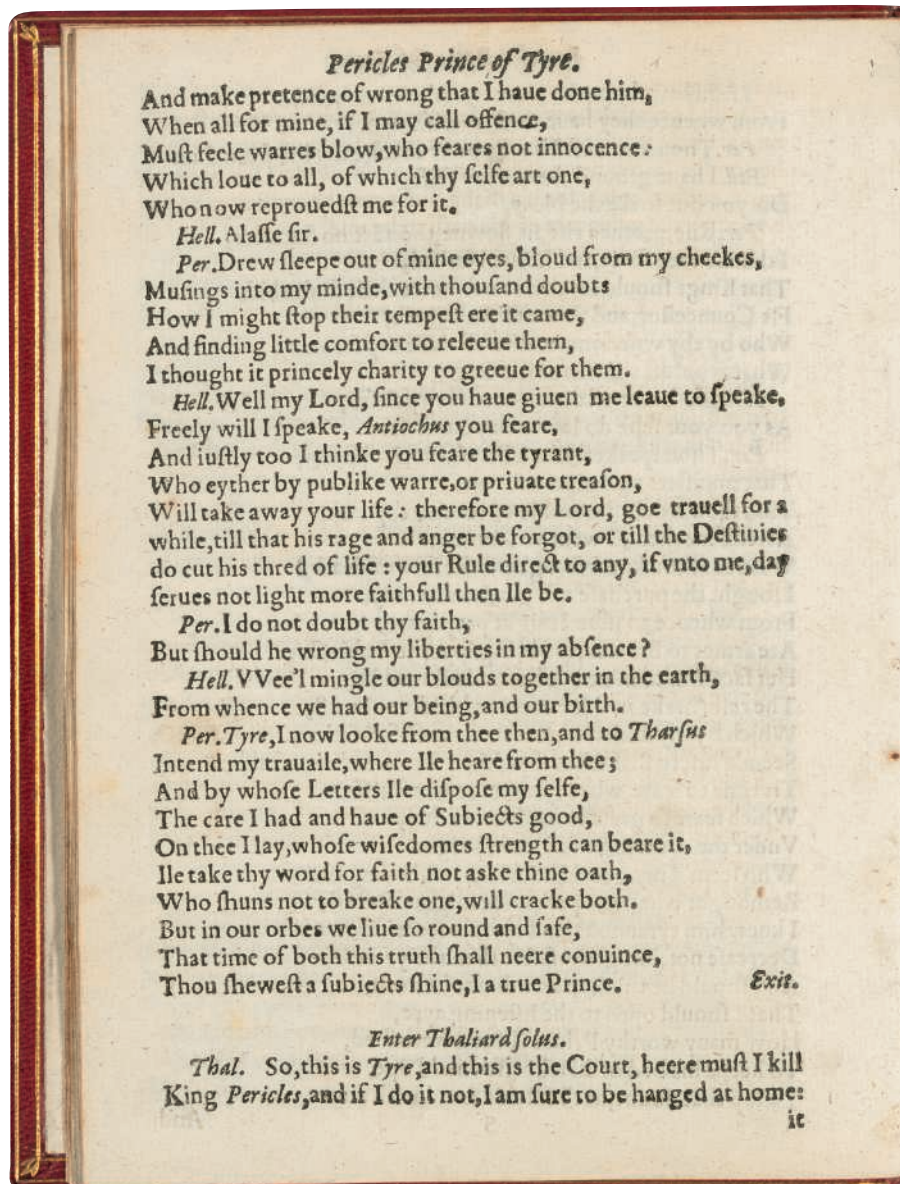 Pericles Prince of Tyre.
And make pretence of wrong that I haue done him,
When all for mine, if I may call offence,
Muſt feele warres blow,who feares not innocence:
Which loue to all, of which thy ſelfe art one,
Who now reprouedſt me for it.
Hell. Alaſſe ſir.
Per.Drew ſleepe out of mine eyes, bloud from my cheekes,
Muſings into my minde,with thouſand doubts
How I might ſtop their tempeſt ere it came,
And finding little comfort to releeue them,
I thought it princely charity to greeue for them.
Hell.Well my Lord, ſince you haue giuen me leaue to ſpeake,
Freely will I ſpeake, Antiochus you feare,
And iuſtly too I thinke you feare the tyrant,
Who eyther by publike warre,or priuate treaſon,
Will take away your life: therefore my Lord, goe trauell for a
while,till that his rage and anger be forgot, or till the Deſtinies
do cut his thred of life : your Rule direct to any, if vnto me,day
ſerues not light more faithfull then Ile be.
Per.I do not doubt thy faith,
But ſhould he wrong my liberties in my abſence?
Hell.VVee'l mingle our blouds together in the earth,
From whence we had our being,and our birth.
Per.Tyre,I now looke from thee then,and to Tharſus
Intend my trauaile,where Ile heare from thee;
And by whoſe Letters Ile diſpoſe my ſelfe,
The care I had and haue of Subiects good,
On thee I lay,whoſe wiſedomes ſtrength can beare it,
Ile take thy word for faith not aske thine oath,
Who ſhuns not to breake one,will cracke both.
But in our orbes we liue ſo round and ſafe,
That time of both this truth ſhall neere conuince,
Thou ſheweſt a ſubiects ſhine,I a true Prince. Exit.
Enter Thaliard ſolus.
Thal. So,this is Tyre,and this is the Court, heere muſt I kill
King Pericles,and if I do it not,I am ſure to be hanged at home:
it